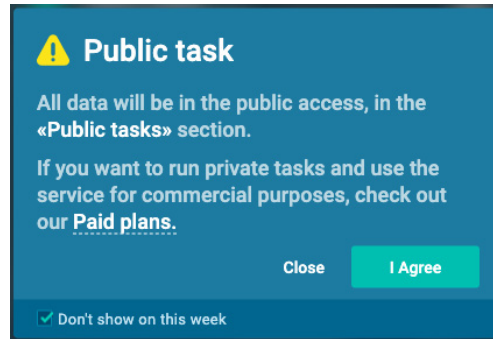 Public task
All data will be in the public access, in the
«Public tasks» section.
If you want to run private tasks and use the
service for commercial purposes, check out
our Paid plans.
Close
I Agree
Don't show on this week